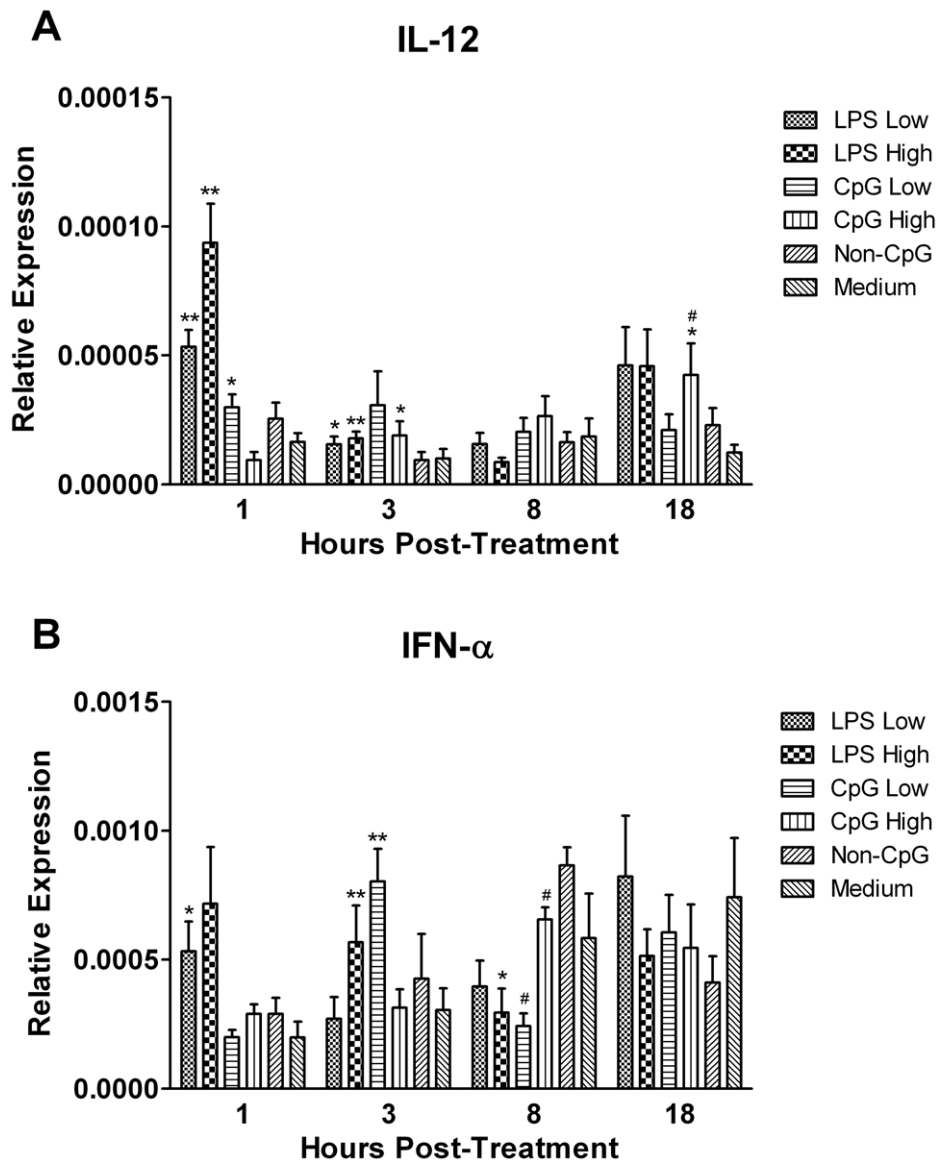 A
IL-12
0.00015
0.00010
0.00005
0.00000
Relative Expression
** ** * * ** * # *
1 3 8 18
Hours Post-Treatment
LPS Low
LPS High
CpG Low
CpG High
Non-CpG
Medium
B
IFN-α
0.0015
0.0010
0.0005
0.0000
Relative Expression
* ** ** * # #
1 3 8 18
Hours Post-Treatment
LPS Low
LPS High
CpG Low
CpG High
Non-CpG
Medium